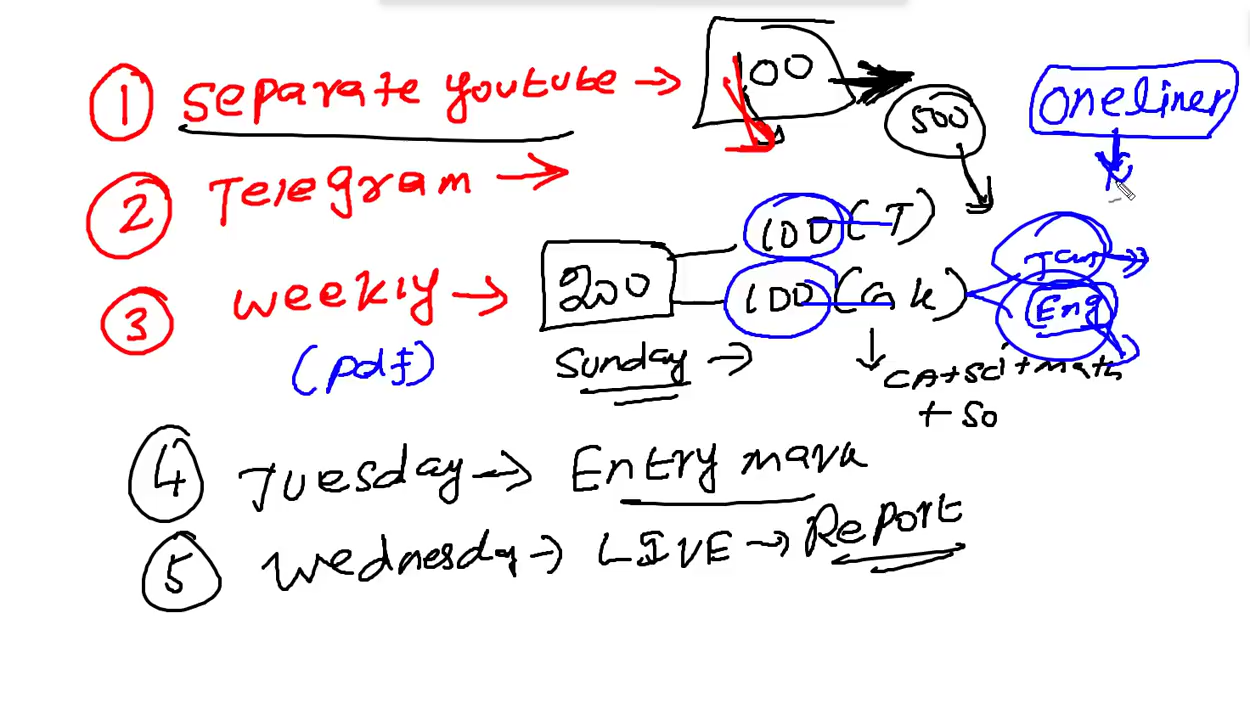 ① Separate youtube → 100 → 500
oneliner
② Telegram →
③ weekly → 200
100 (T)
100 (GK)
Eng
(pdf)
Sunday →
CA + Sci + math
+ So
④ Tuesday → Entry mark
⑤ Wednesday → LIVE → Report